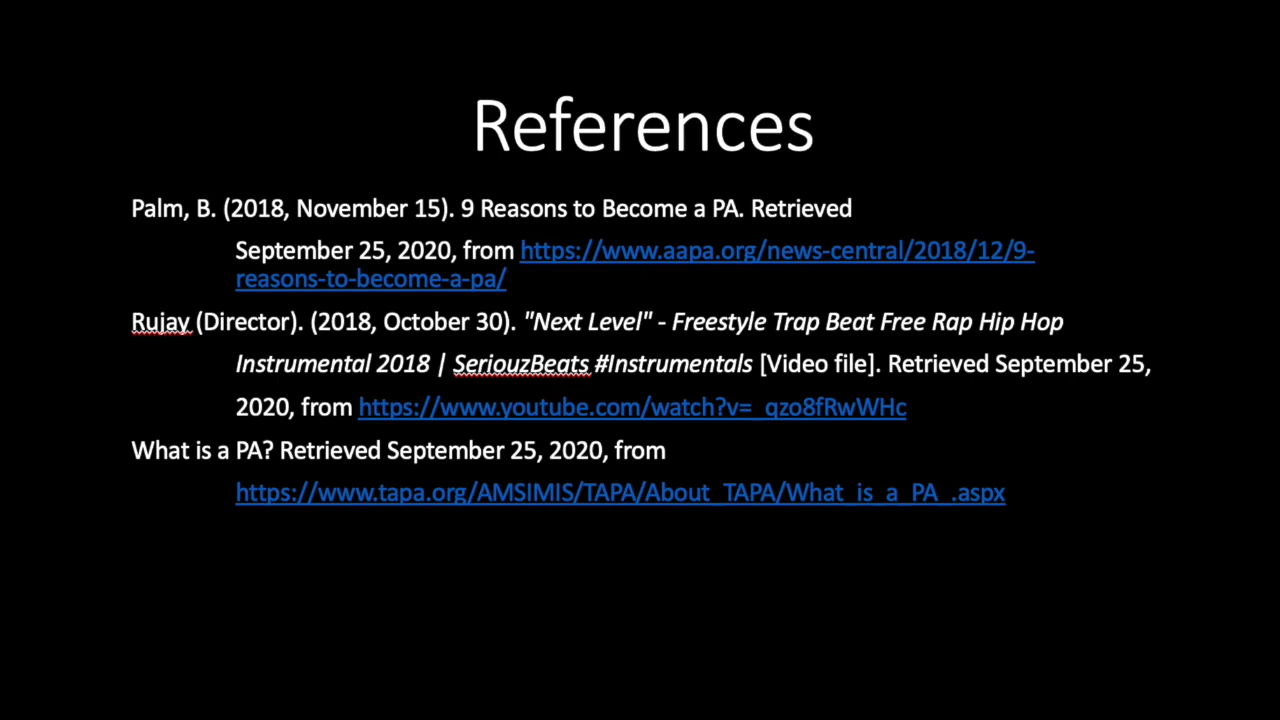 References
Palm, B. (2018, November 15). 9 Reasons to Become a PA. Retrieved
September 25, 2020, from https://www.aapa.org/news-central/2018/12/9-
reasons-to-become-a-pa/
Rujay (Director). (2018, October 30). "Next Level" - Freestyle Trap Beat Free Rap Hip Hop
Instrumental 2018 | SeriouzBeats #Instrumentals [Video file]. Retrieved September 25,
2020, from https://www.youtube.com/watch?v=_qzo8fRwWHc
What is a PA? Retrieved September 25, 2020, from
https://www.tapa.org/AMSIMIS/TAPA/About_TAPA/What_is_a_PA_.aspx